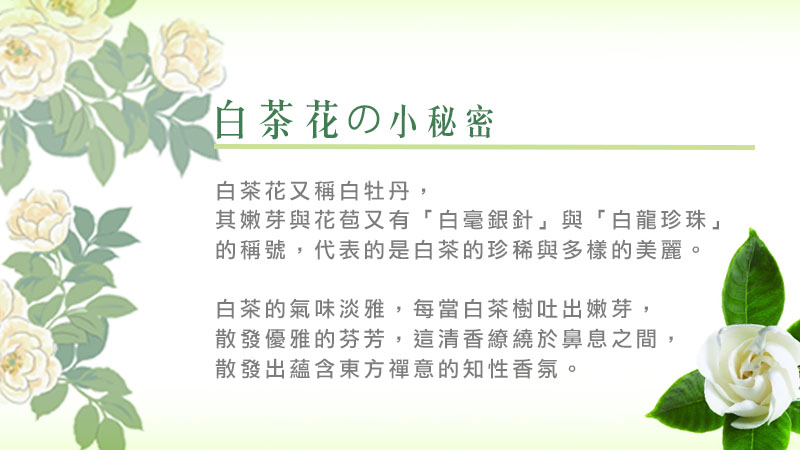 白茶花の小秘密
白茶花又稱白牡丹，
其嫩芽與花苞又有「白毫銀針」與「白龍珍珠」
的稱號，代表的是白茶的珍稀與多樣的美麗。
白茶的氣味淡雅，每當白茶樹吐出嫩芽，
散發優雅的芬芳，這清香繚繞於鼻息之間，
散發出蘊含東方禪意的知性香氛。